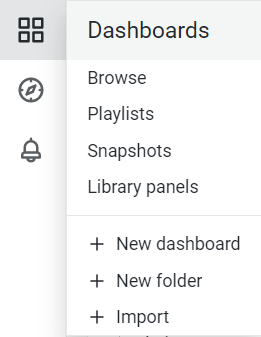 Dashboards
Browse
Playlists
Snapshots
Library panels
+ New dashboard
+ New folder
+ Import